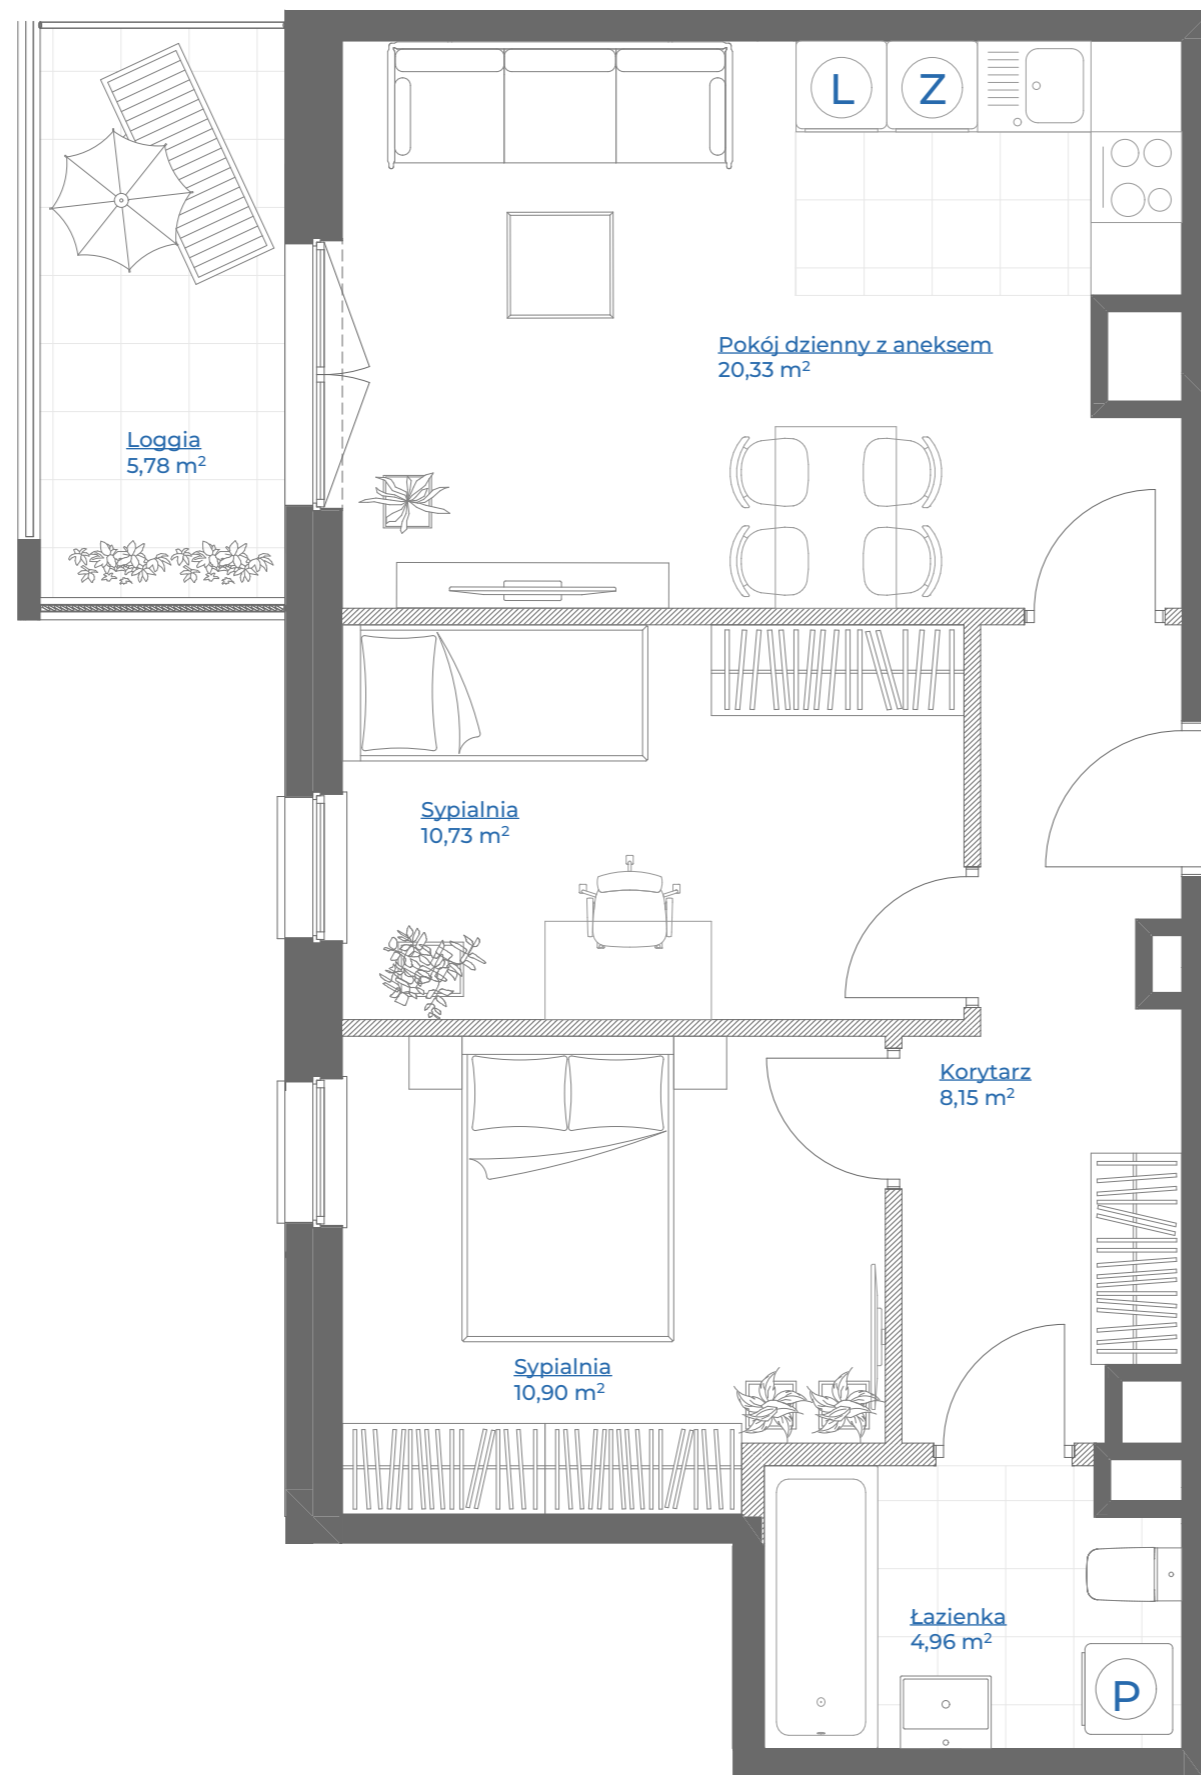 L
Z
Pokój dzienny z aneksem
20,33 m²
Loggia
5,78 m²
Sypialnia
10,73 m²
Korytarz
8,15 m²
Sypialnia
10,90 m²
Łazienka
4,96 m²
P